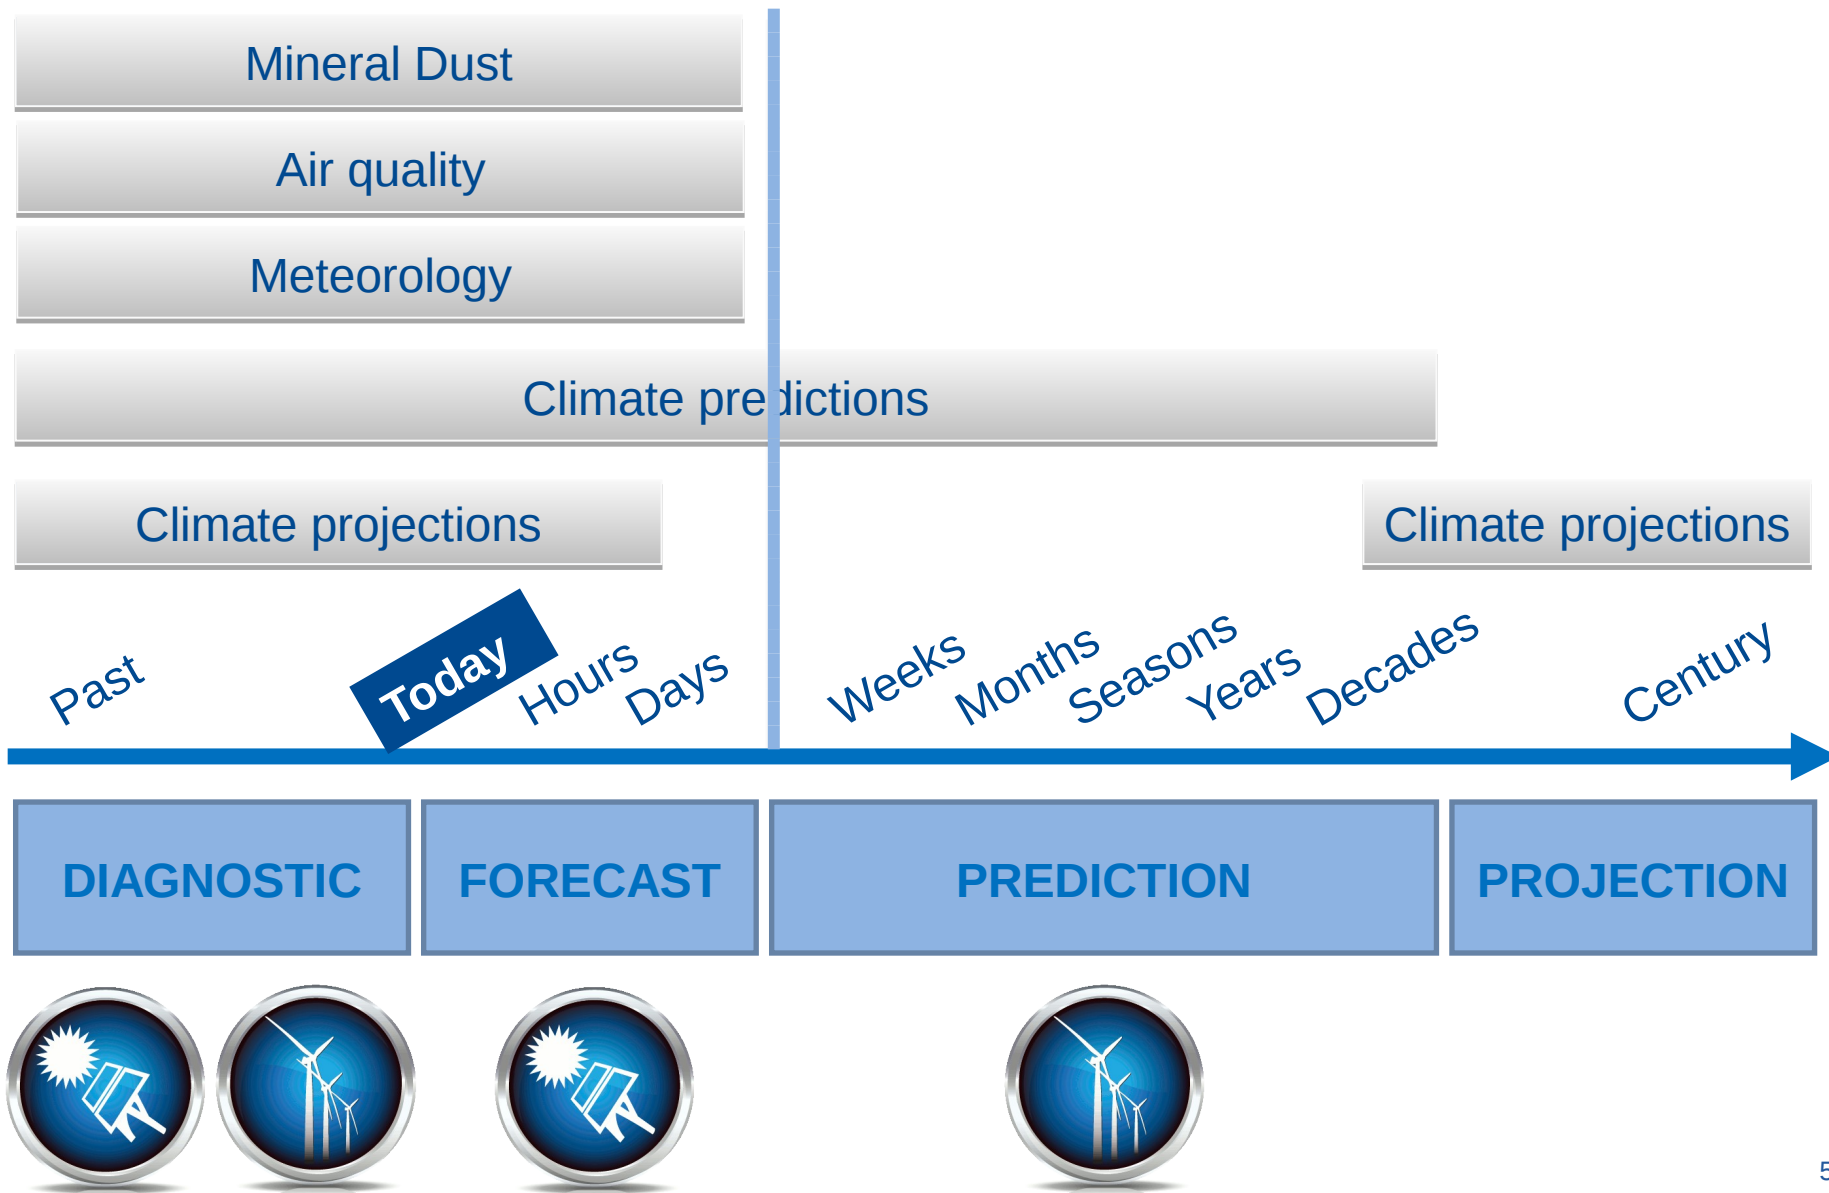 Mineral Dust
Air quality
Meteorology
Climate predictions
Climate projections
Climate projections
Past
Today
Hours
Days
Weeks
Months
Seasons
Years
Decades
Century
DIAGNOSTIC
FORECAST
PREDICTION
PROJECTION
5